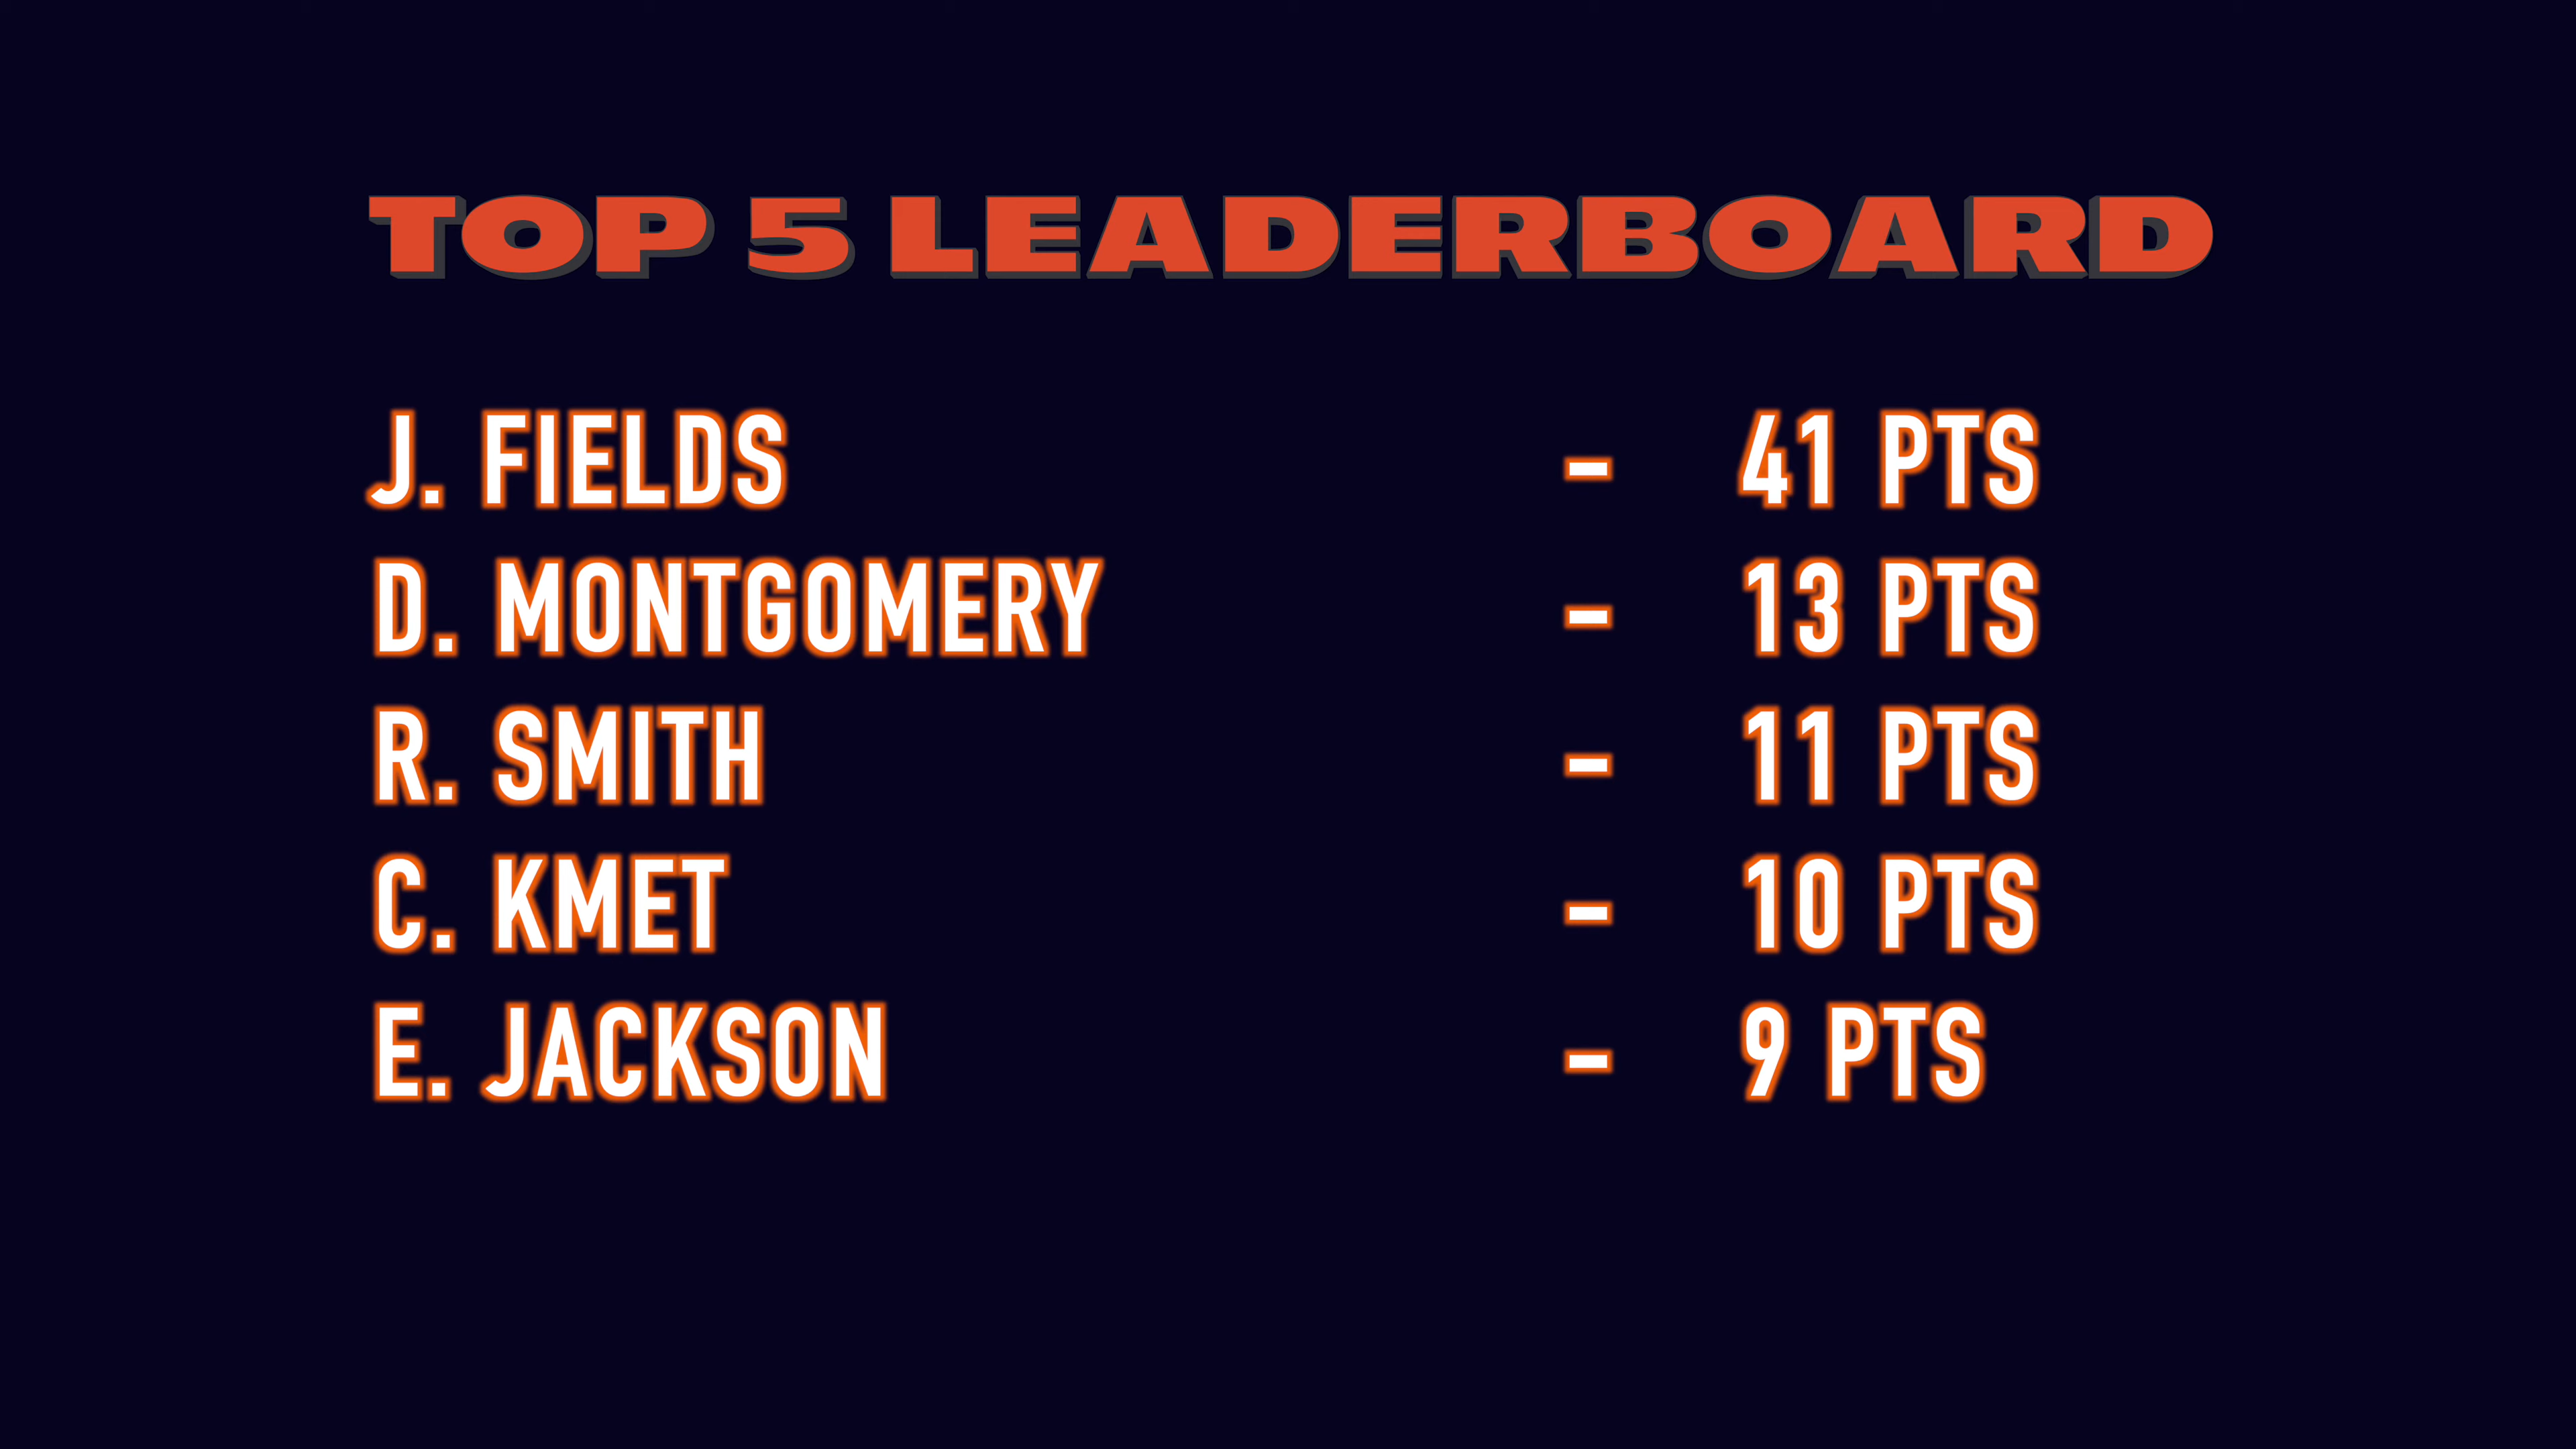 TOP 5 LEADERBOARD
J. FIELDS - 41 PTS
D. MONTGOMERY - 13 PTS
R. SMITH - 11 PTS
C. KMET - 10 PTS
E. JACKSON - 9 PTS